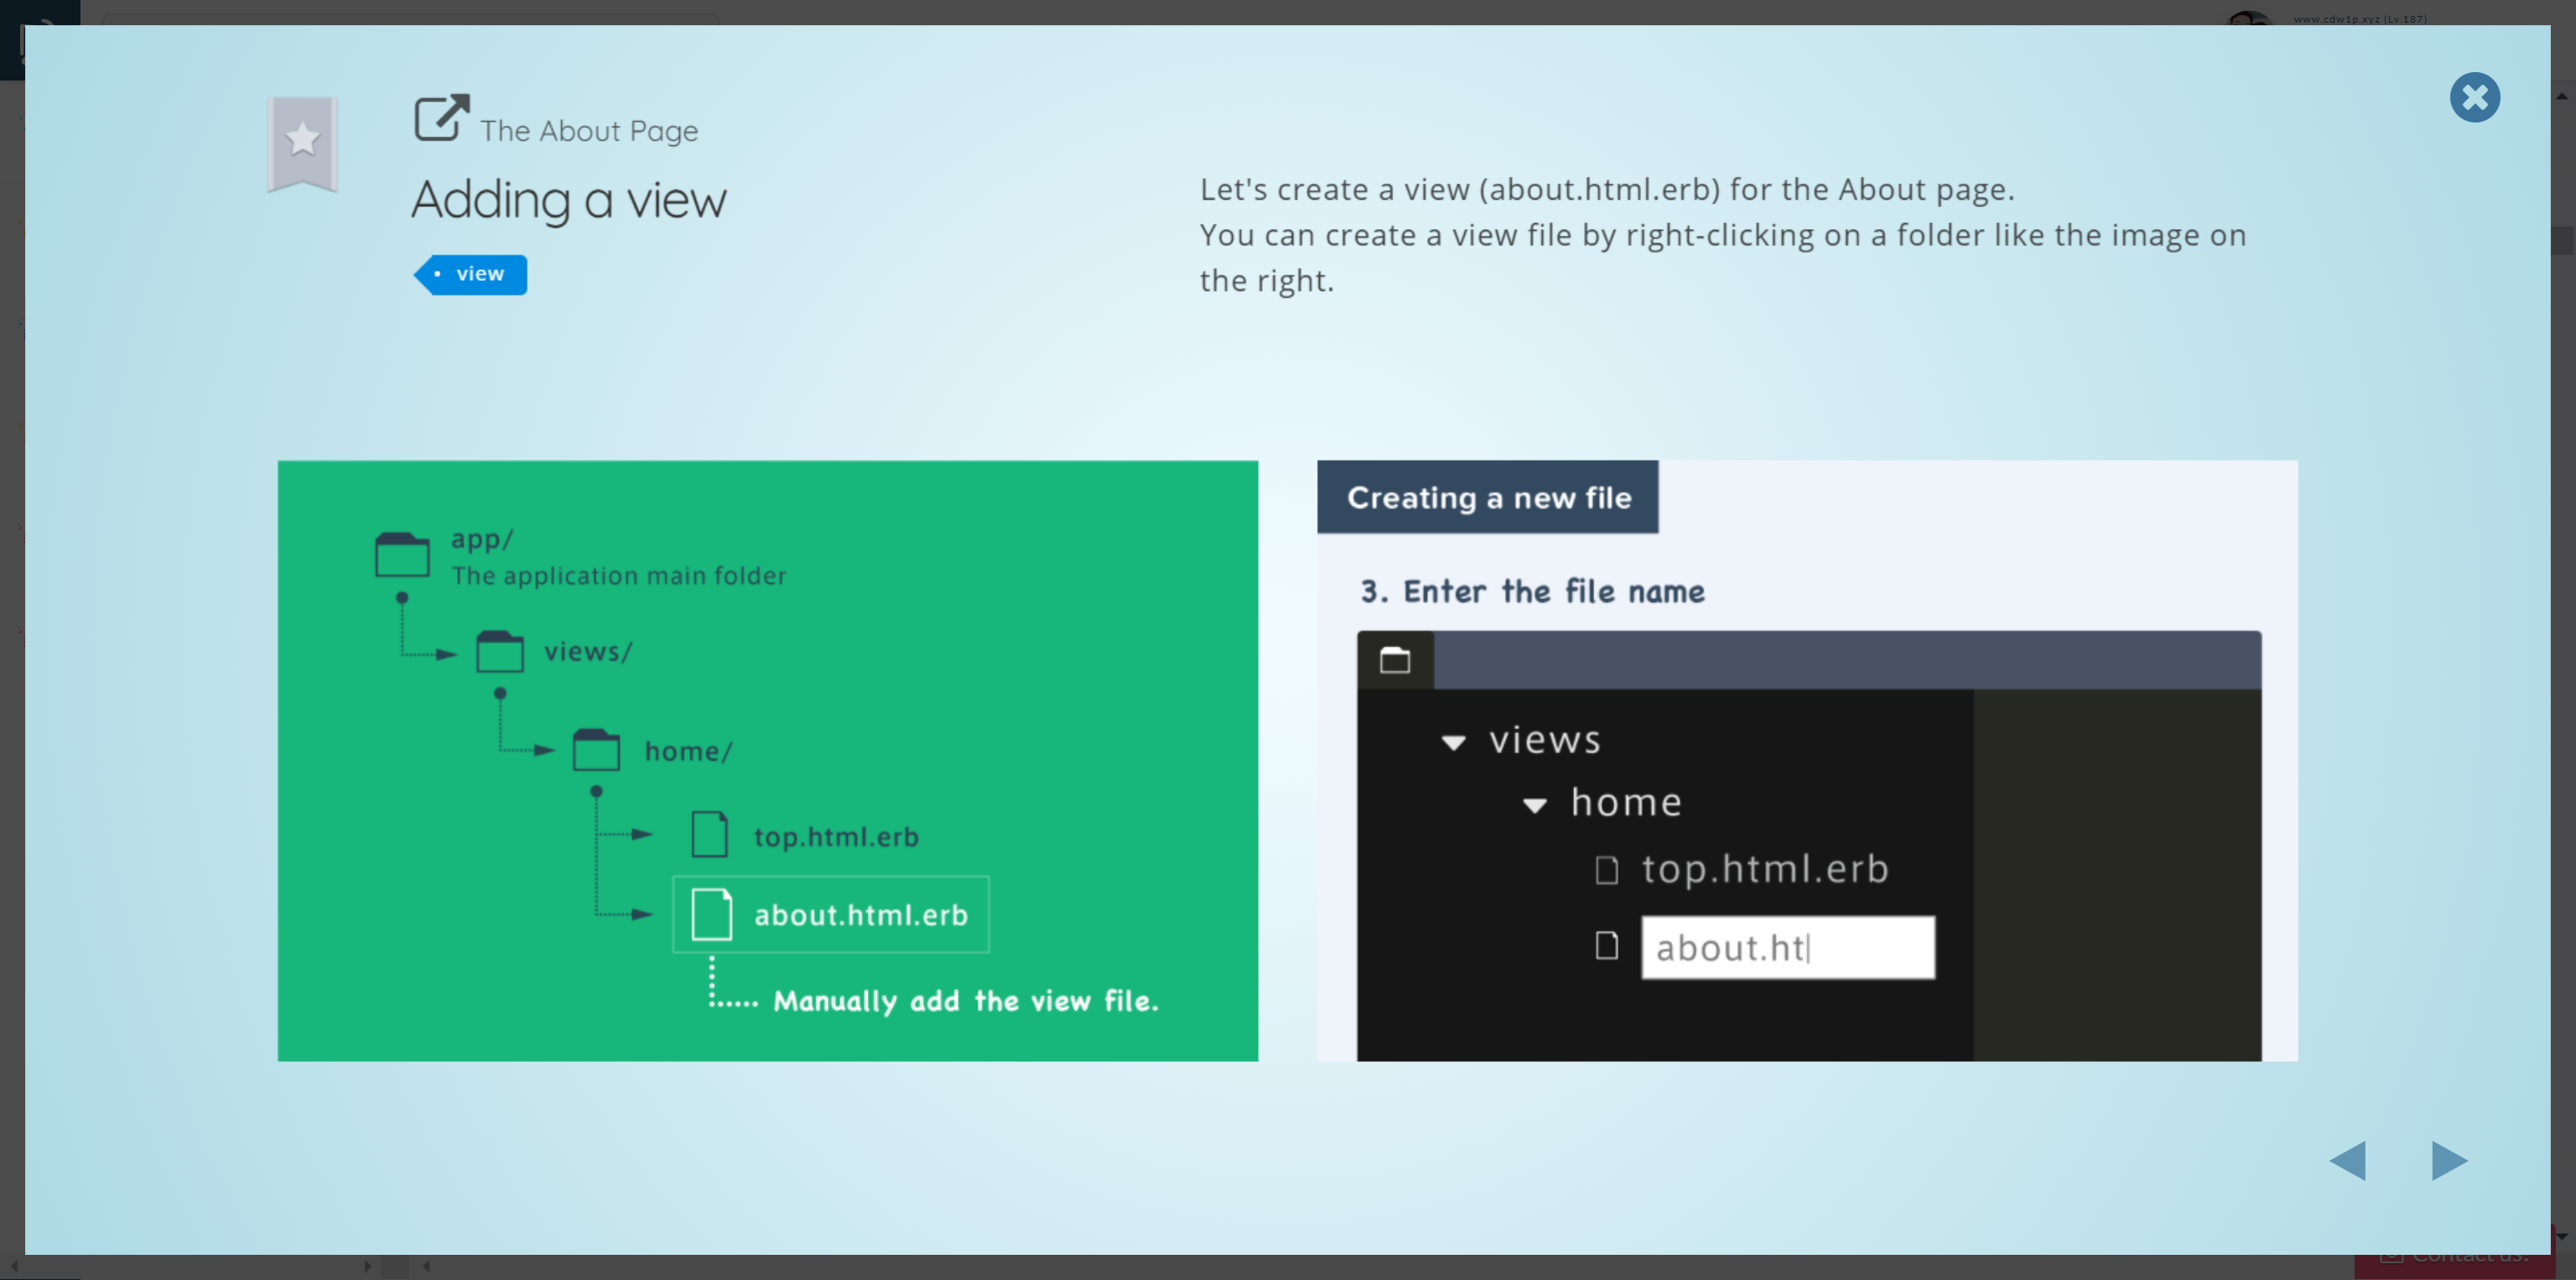 www.cdw1p.xyz (Lv.187)
The About Page
Adding a view
view
Let's create a view (about.html.erb) for the About page.
You can create a view file by right-clicking on a folder like the image on
the right.
app/
The application main folder
views/
home/
top.html.erb
about.html.erb
Manually add the view file.
Creating a new file
3. Enter the file name
views
home
top.html.erb
about.ht
Contact us!